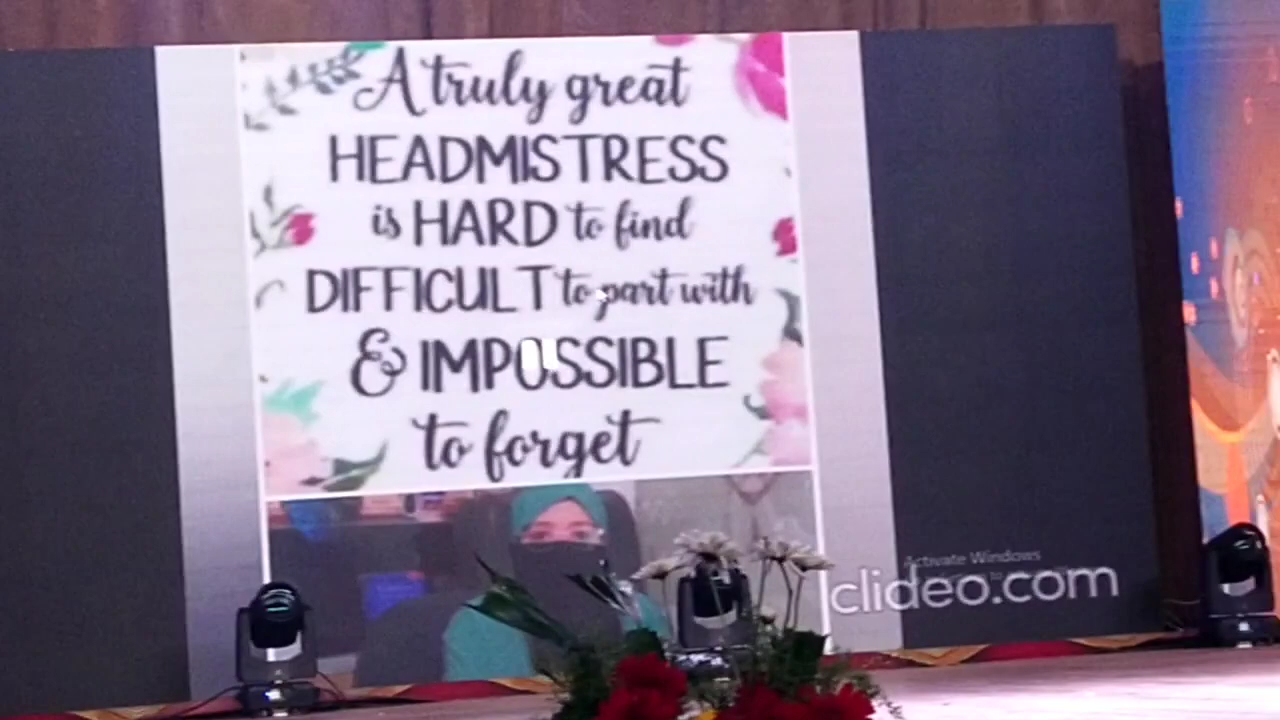 A truly great
HEADMISTRESS
is HARD to find
DIFFICULT to part with
& IMPOSSIBLE
to forget
Activate Windows
clideo.com